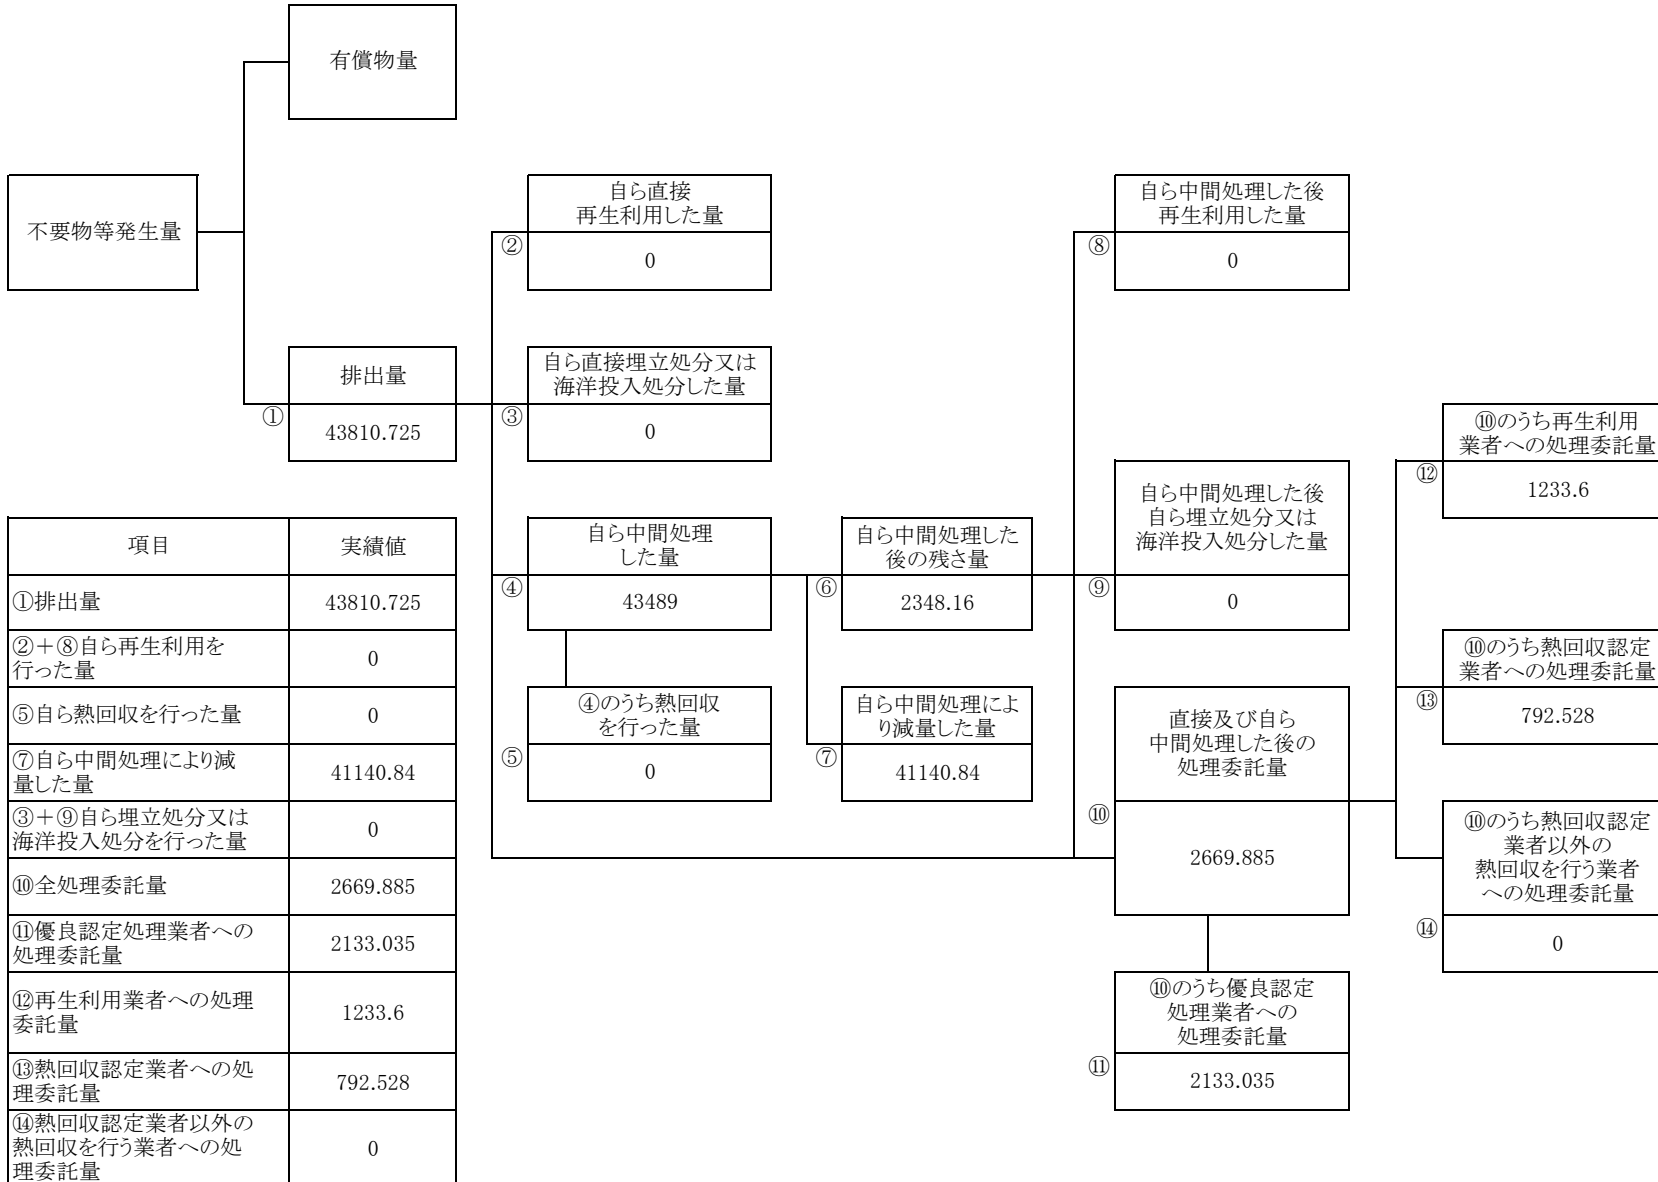 有償物量
不要物等発生量
自ら直接
再生利用した量
②
0
自ら中間処理した後
再生利用した量
⑧
0
排出量
①
43810.725
自ら直接埋立処分又は
海洋投入処分した量
③
0
⑩のうち再生利用
業者への処理委託量
⑫
1233.6
自ら中間処理
した量
④
43489
自ら中間処理した
後の残さ量
⑥
2348.16
自ら中間処理した後
自ら埋立処分又は
海洋投入処分した量
⑨
0
⑩のうち熱回収認定
業者への処理委託量
⑬
792.528
④のうち熱回収
を行った量
⑤
0
自ら中間処理によ
り減量した量
⑦
41140.84
直接及び自ら
中間処理した後の
処理委託量
⑩
2669.885
⑩のうち熱回収認定
業者以外の
熱回収を行う業者
への処理委託量
⑭
0
⑩のうち優良認定
処理業者への
処理委託量
⑪
2133.035
項目 実績値
①排出量 43810.725
②+⑧自ら再生利用を
行った量 0
⑤自ら熱回収を行った量 0
⑦自ら中間処理により減
量した量 41140.84
③+⑨自ら埋立処分又は
海洋投入処分を行った量 0
⑩全処理委託量 2669.885
⑪優良認定処理業者への
処理委託量 2133.035
⑫再生利用業者への処理
委託量 1233.6
⑬熱回収認定業者への処
理委託量 792.528
⑭熱回収認定業者以外の
熱回収を行う業者への処
理委託量 0